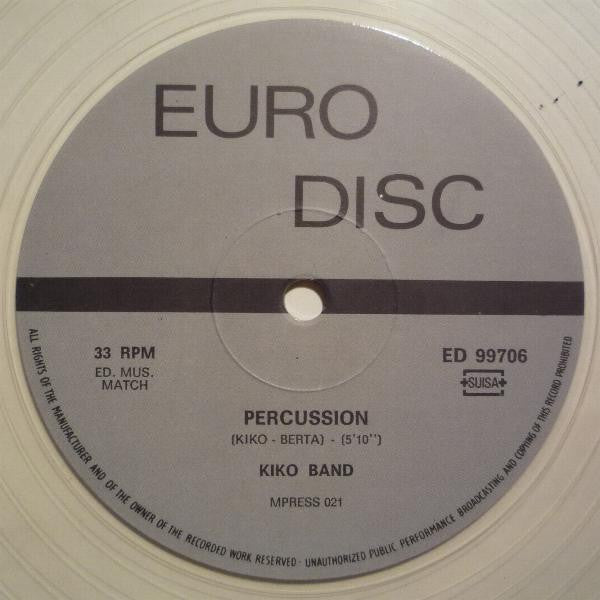 EURO
DISC
33 RPM
ED. MUS.
MATCH
ED 99706
SUISA
PERCUSSION
(KIKO - BERTA) - (5'10'')
KIKO BAND
MPRESS 021
ALL RIGHTS OF THE MANUFACTURER AND OF THE OWNER OF THE RECORDED WORK RESERVED · UNAUTHORIZED PUBLIC PERFORMANCE BROADCASTING AND COPYING OF THIS RECORD PROHIBITED